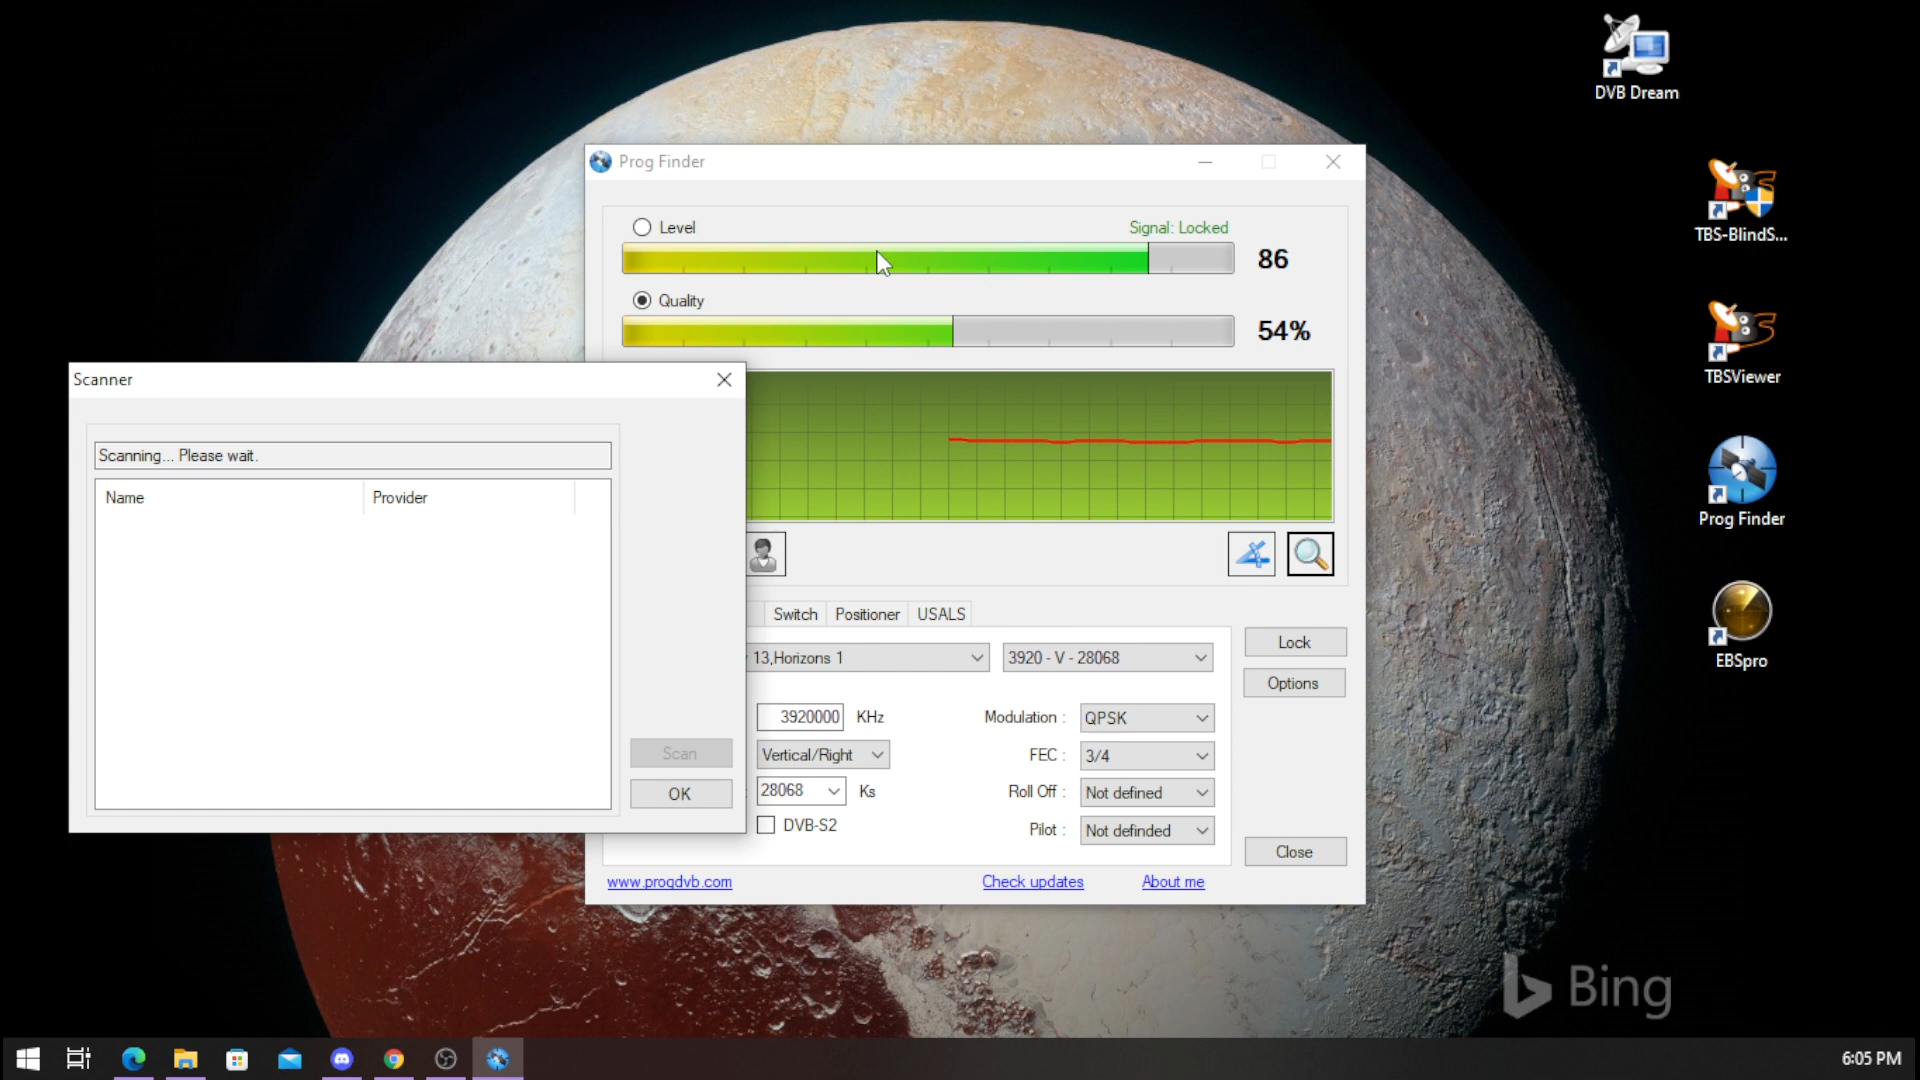 DVB Dream
Prog Finder
Level
Signal: Locked
86
Quality
54%
TBS-BlindS...
TBSViewer
Scanner
Scanning... Please wait.
Name
Provider
Scan
OK
Prog Finder
Switch
Positioner
USALS
13,Horizons 1
3920 - V - 28068
Lock
Options
3920000
KHz
Modulation :
QPSK
Vertical/Right
FEC :
3/4
28068
Ks
Roll Off :
Not defined
DVB-S2
Pilot :
Not definded
Close
www.progdvb.com
Check updates
About me
EBSpro
Bing
6:05 PM